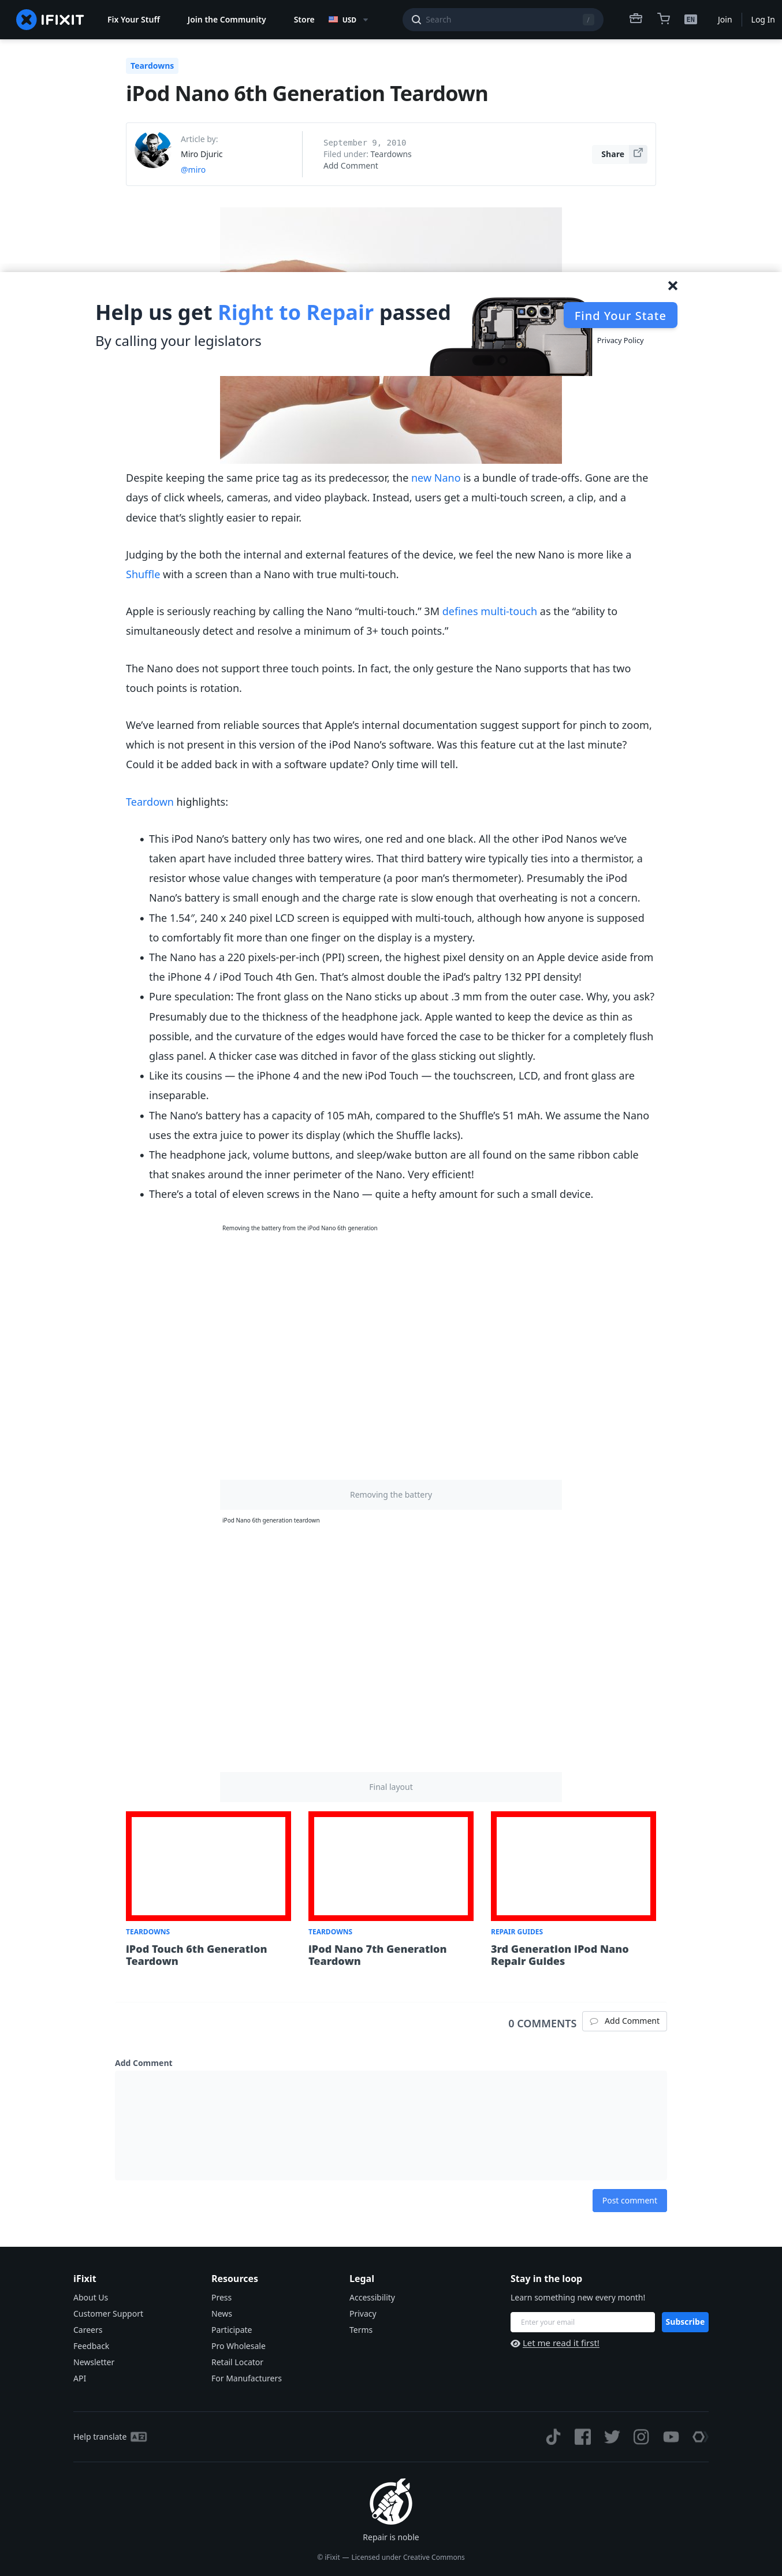 IFIXIT
Fix Your Stuff
Join the Community
Store
USD
Search
/
EN
Join
Log In
Teardowns
iPod Nano 6th Generation Teardown
Article by:
Miro Djuric
@miro
September 9, 2010
Filed under: Teardowns
Add Comment
Share
Help us get Right to Repair passed
By calling your legislators
Find Your State
Privacy Policy
Despite keeping the same price tag as its predecessor, the new Nano is a bundle of trade-offs. Gone are the
days of click wheels, cameras, and video playback. Instead, users get a multi-touch screen, a clip, and a
device that’s slightly easier to repair.
Judging by the both the internal and external features of the device, we feel the new Nano is more like a
Shuffle with a screen than a Nano with true multi-touch.
Apple is seriously reaching by calling the Nano “multi-touch.” 3M defines multi-touch as the “ability to
simultaneously detect and resolve a minimum of 3+ touch points.”
The Nano does not support three touch points. In fact, the only gesture the Nano supports that has two
touch points is rotation.
We’ve learned from reliable sources that Apple’s internal documentation suggest support for pinch to zoom,
which is not present in this version of the iPod Nano’s software. Was this feature cut at the last minute?
Could it be added back in with a software update? Only time will tell.
Teardown highlights:
• This iPod Nano’s battery only has two wires, one red and one black. All the other iPod Nanos we’ve
taken apart have included three battery wires. That third battery wire typically ties into a thermistor, a
resistor whose value changes with temperature (a poor man’s thermometer). Presumably the iPod
Nano’s battery is small enough and the charge rate is slow enough that overheating is not a concern.
• The 1.54″, 240 x 240 pixel LCD screen is equipped with multi-touch, although how anyone is supposed
to comfortably fit more than one finger on the display is a mystery.
• The Nano has a 220 pixels-per-inch (PPI) screen, the highest pixel density on an Apple device aside from
the iPhone 4 / iPod Touch 4th Gen. That’s almost double the iPad’s paltry 132 PPI density!
• Pure speculation: The front glass on the Nano sticks up about .3 mm from the outer case. Why, you ask?
Presumably due to the thickness of the headphone jack. Apple wanted to keep the device as thin as
possible, and the curvature of the edges would have forced the case to be thicker for a completely flush
glass panel. A thicker case was ditched in favor of the glass sticking out slightly.
• Like its cousins — the iPhone 4 and the new iPod Touch — the touchscreen, LCD, and front glass are
inseparable.
• The Nano’s battery has a capacity of 105 mAh, compared to the Shuffle’s 51 mAh. We assume the Nano
uses the extra juice to power its display (which the Shuffle lacks).
• The headphone jack, volume buttons, and sleep/wake button are all found on the same ribbon cable
that snakes around the inner perimeter of the Nano. Very efficient!
• There’s a total of eleven screws in the Nano — quite a hefty amount for such a small device.
Removing the battery from the iPod Nano 6th generation
Removing the battery
iPod Nano 6th generation teardown
Final layout
TEARDOWNS
iPod Touch 6th Generation
Teardown
TEARDOWNS
iPod Nano 7th Generation
Teardown
REPAIR GUIDES
3rd Generation iPod Nano
Repair Guides
0 COMMENTS
Add Comment
Add Comment
Post comment
iFixit
About Us
Customer Support
Careers
Feedback
Newsletter
API
Resources
Press
News
Participate
Pro Wholesale
Retail Locator
For Manufacturers
Legal
Accessibility
Privacy
Terms
Stay in the loop
Learn something new every month!
Enter your email
Subscribe
Let me read it first!
Help translate
Repair is noble
© iFixit — Licensed under Creative Commons